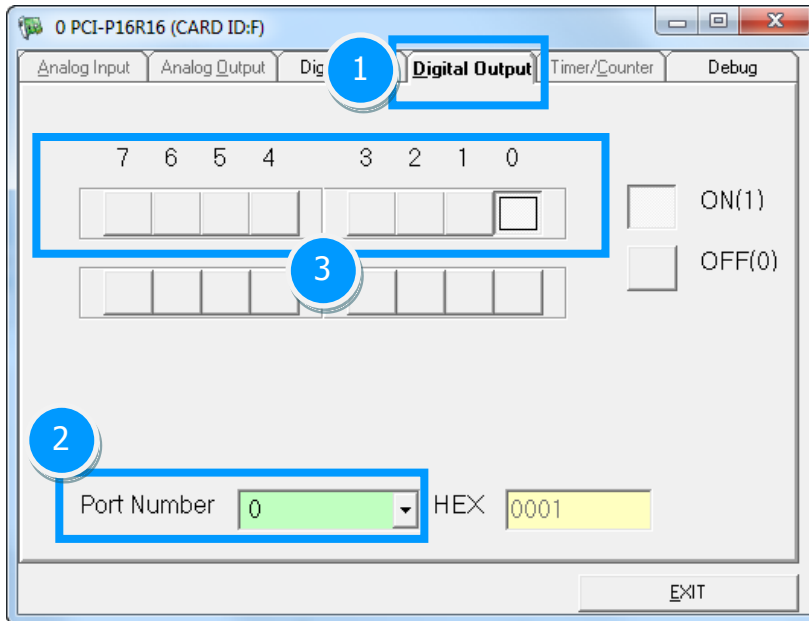 0 PCI-P16R16 (CARD ID:F)
Analog Input Analog Output Dig 1 Digital Output Timer/Counter Debug
7 6 5 4 3 2 1 0
ON(1)
OFF(0)
3
2
Port Number 0 HEX 0001
EXIT